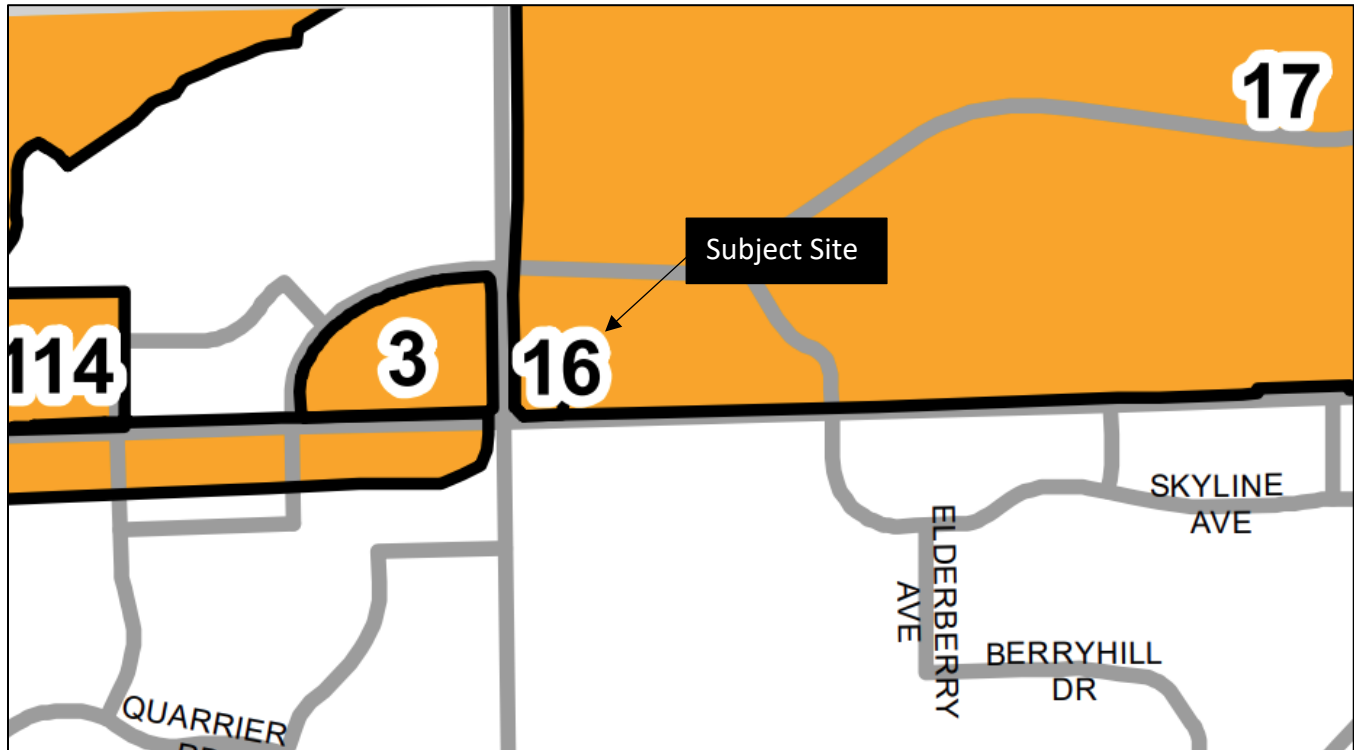 17
Subject Site
114
3
16
SKYLINE
AVE
ELDERBERRY
AVE
BERRYHILL
DR
QUARRIER